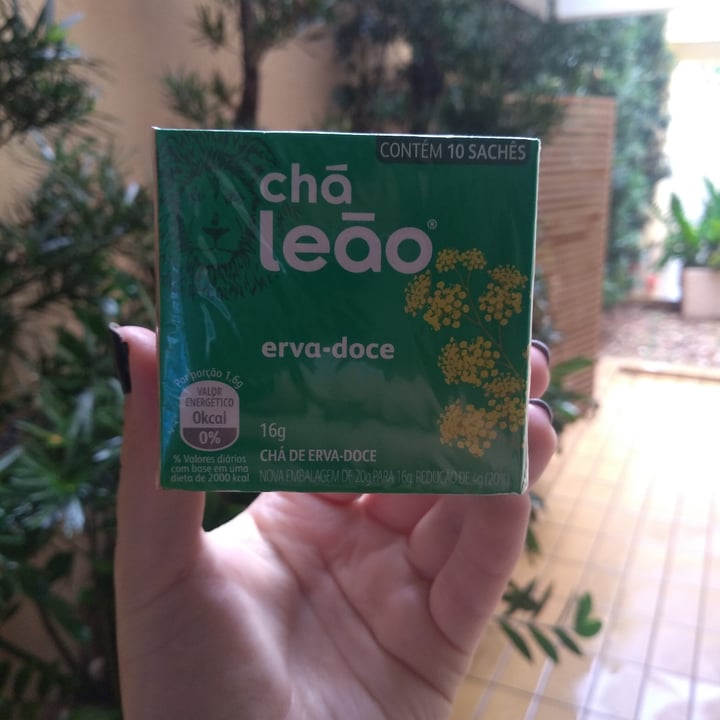 CONTÉM 10 SACHÊS
chá
leão®
erva-doce
Por porção 1,6g
VALOR
ENERGÉTICO
0kcal
0%
% Valores diários
com base em uma
dieta de 2000 kcal
16g
CHÁ DE ERVA-DOCE
NOVA EMBALAGEM DE 20g PARA 16g. REDUÇÃO DE 4g (20%)